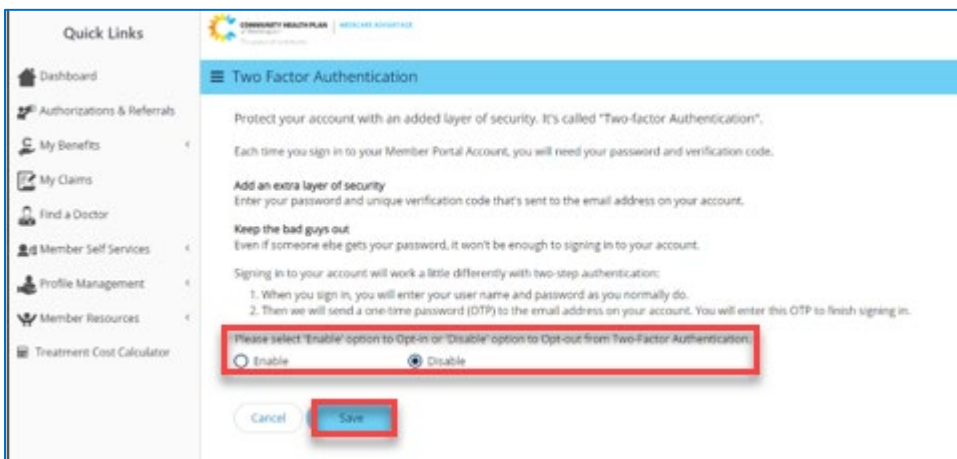 Quick Links
Dashboard
Authorizations & Referrals
My Benefits
My Claims
Find a Doctor
Member Self Services
Profile Management
Member Resources
Treatment Cost Calculator
COMMUNITY HEALTH PLAN
of Washington
MEDICARE ADVANTAGE
Two Factor Authentication
Protect your account with an added layer of security. It's called "Two-factor Authentication".
Each time you sign in to your Member Portal Account, you will need your password and verification code.
Add an extra layer of security
Enter your password and unique verification code that's sent to the email address on your account.
Keep the bad guys out
Even if someone else gets your password, it won't be enough to signing in to your account.
Signing in to your account will work a little differently with two-step authentication:
1. When you sign in, you will enter your user name and password as you normally do.
2. Then we will send a one-time password (OTP) to the email address on your account. You will enter this OTP to finish signing in.
Please select 'Enable' option to Opt-in or 'Disable' option to Opt-out from Two-Factor Authentication.
Enable
Disable
Cancel
Save